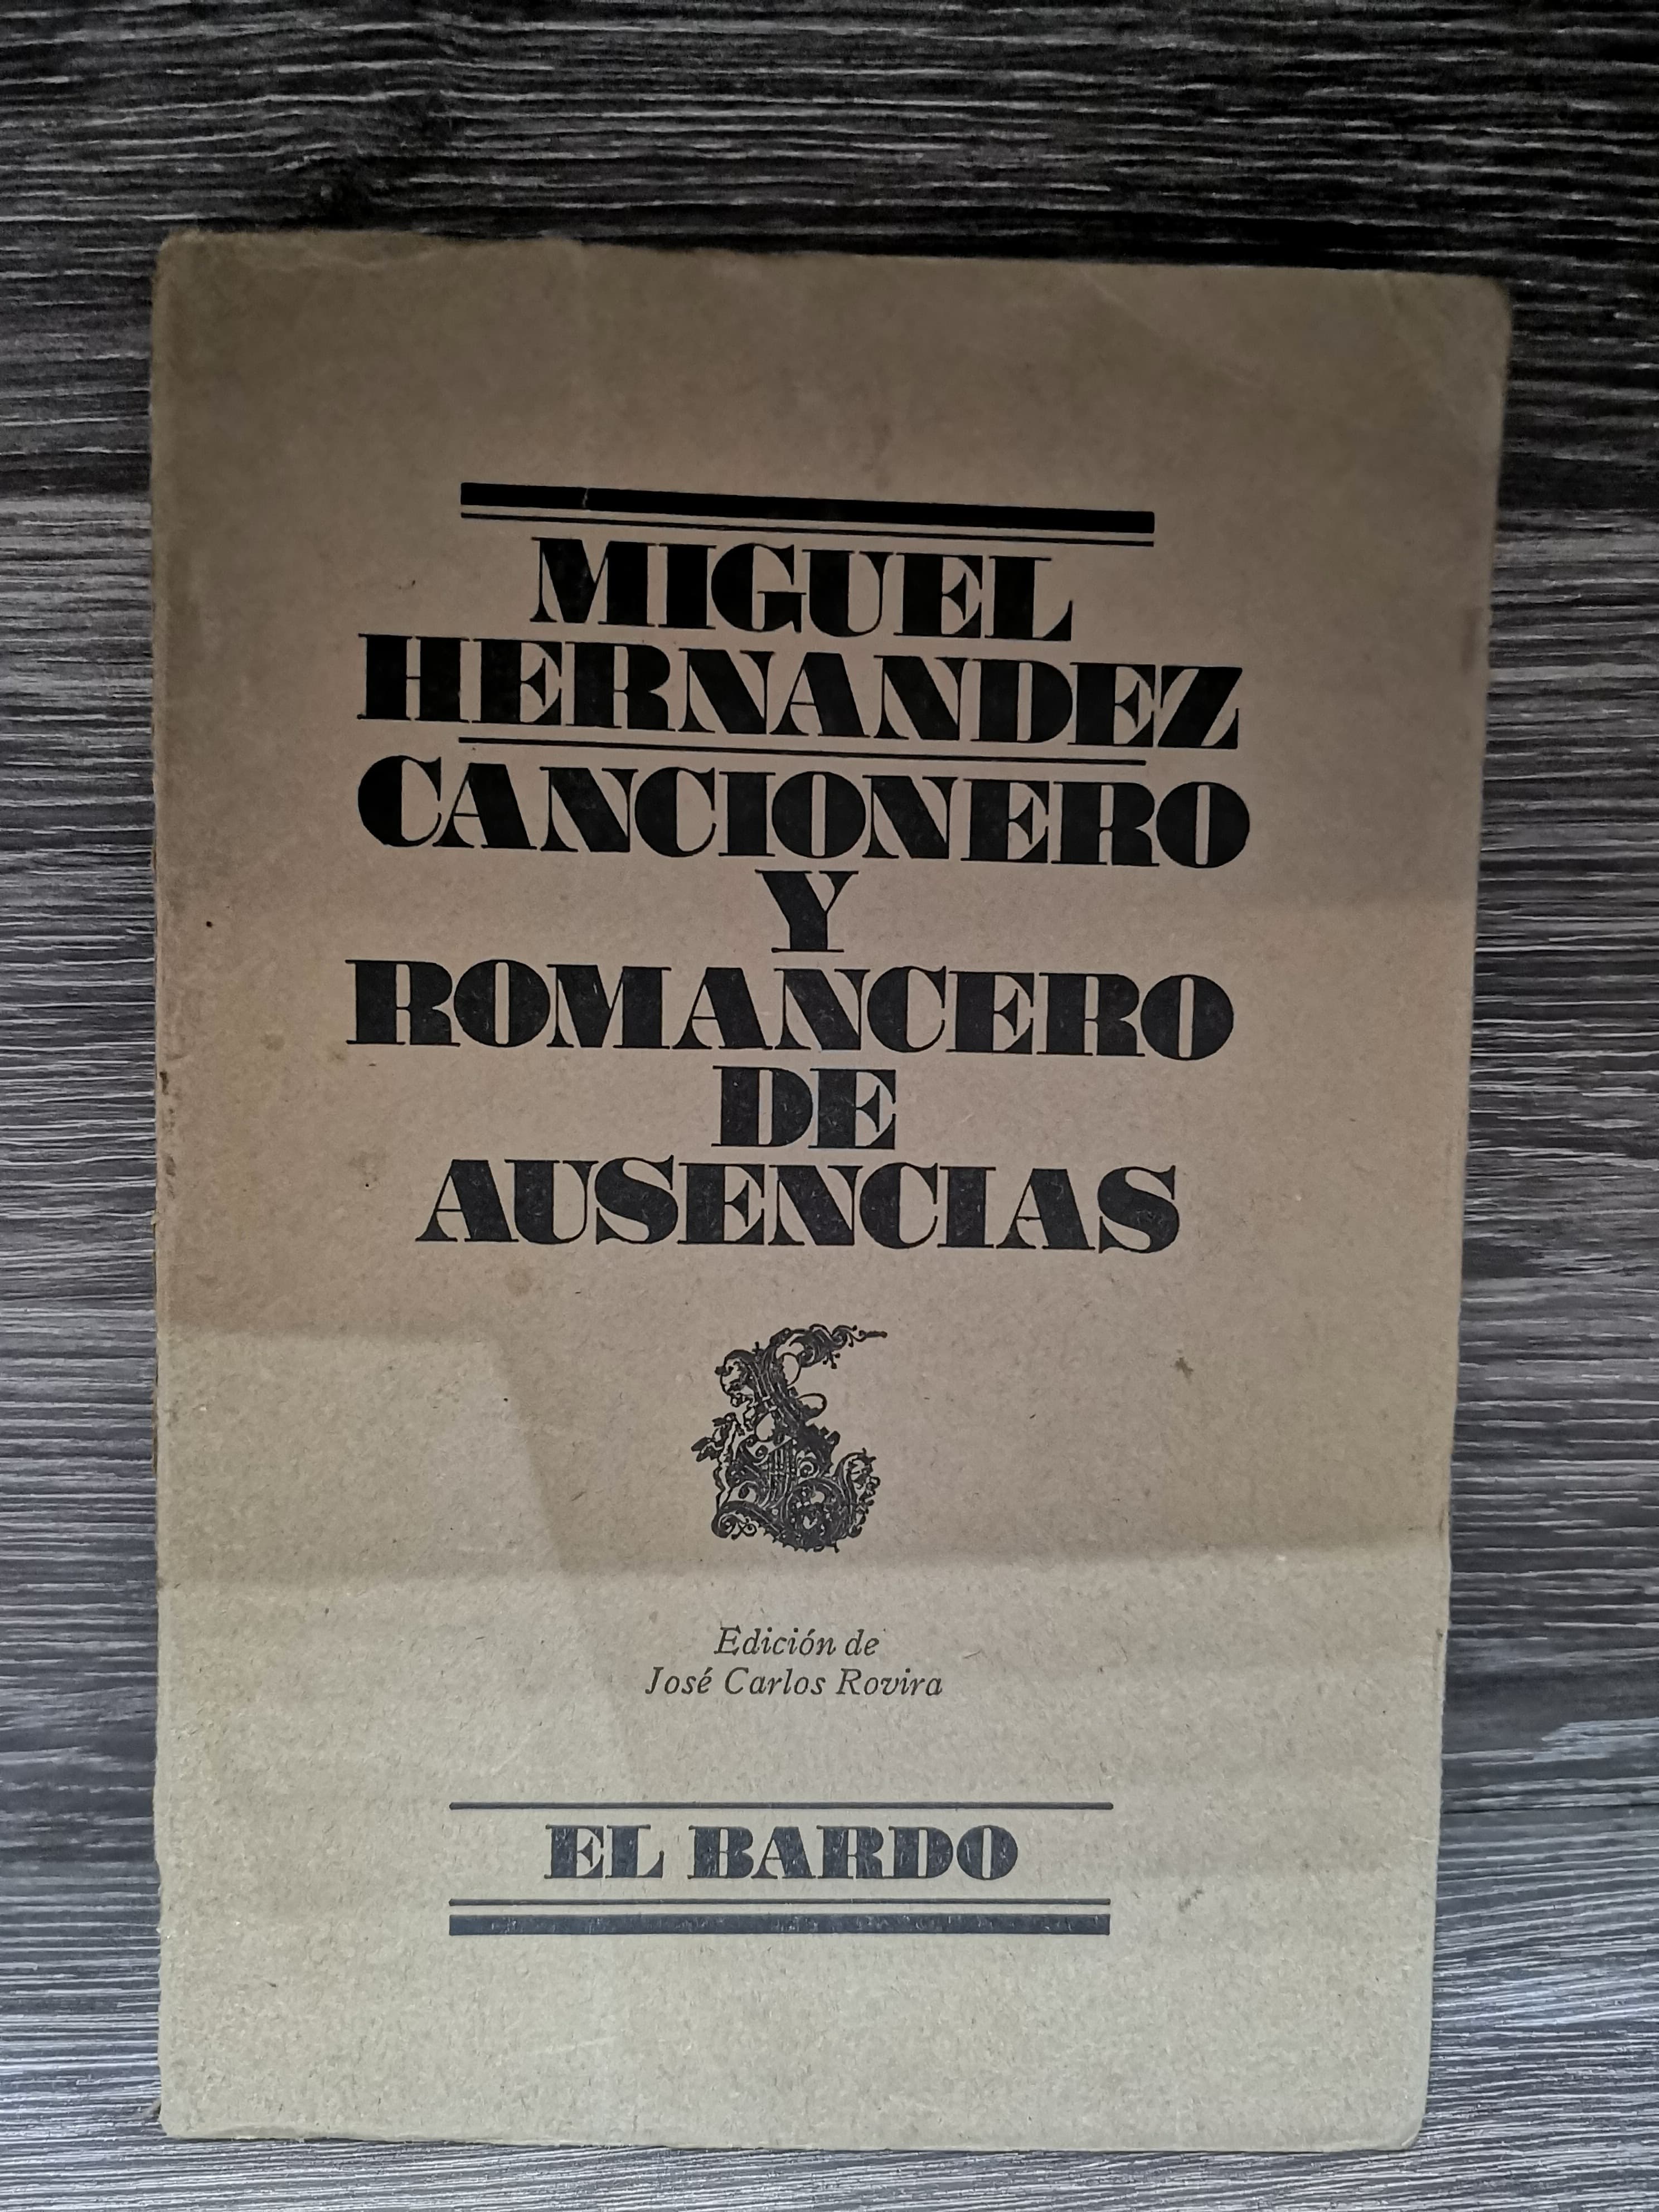 MIGUEL
HERNANDEZ
CANCIONERO
Y
ROMANCERO
DE
AUSENCIAS
Edición de
José Carlos Rovira
EL BARDO